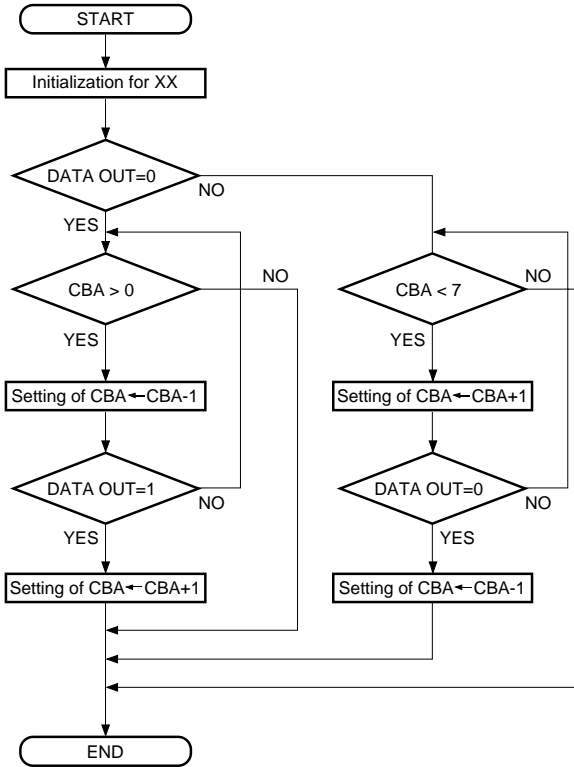 START
Initialization for XX
DATA OUT=0
NO
YES
CBA > 0
NO
YES
Setting of CBA←CBA-1
DATA OUT=1
NO
YES
Setting of CBA←CBA+1
CBA < 7
NO
YES
Setting of CBA←CBA+1
DATA OUT=0
NO
YES
Setting of CBA←CBA-1
END